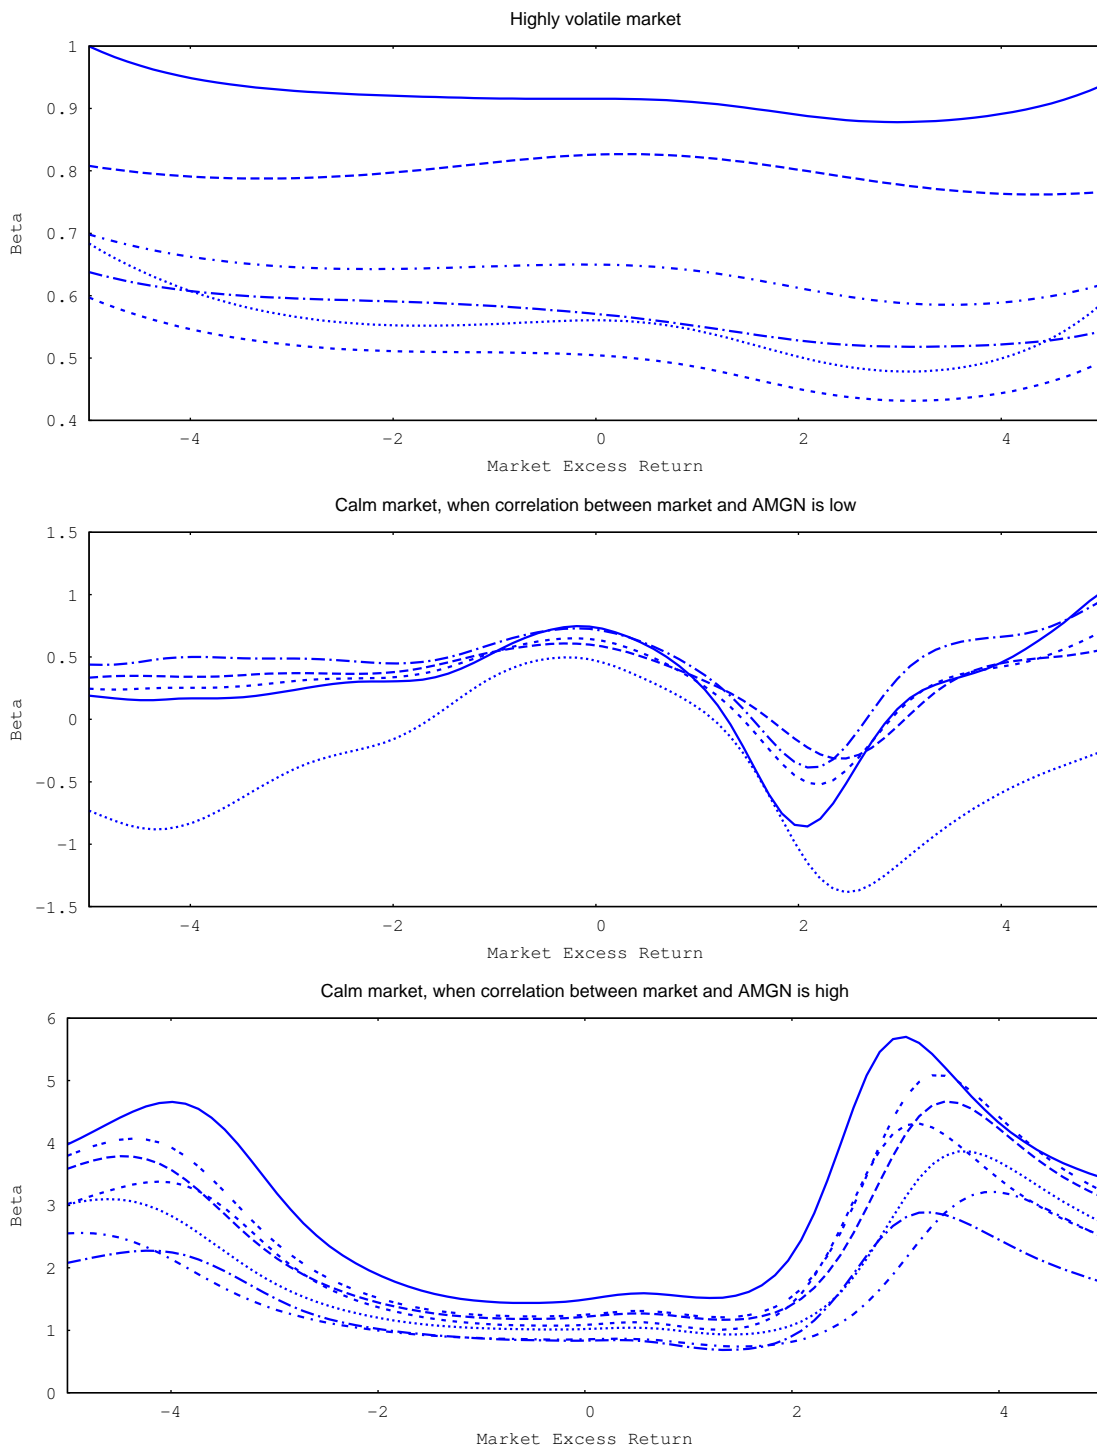 Highly volatile market
1
0.9
0.8
0.7
0.6
0.5
0.4
Beta
-4 -2 0 2 4
Market Excess Return
Calm market, when correlation between market and AMGN is low
1.5
1
0.5
0
-0.5
-1
-1.5
Beta
-4 -2 0 2 4
Market Excess Return
Calm market, when correlation between market and AMGN is high
6
5
4
3
2
1
0
Beta
-4 -2 0 2 4
Market Excess Return